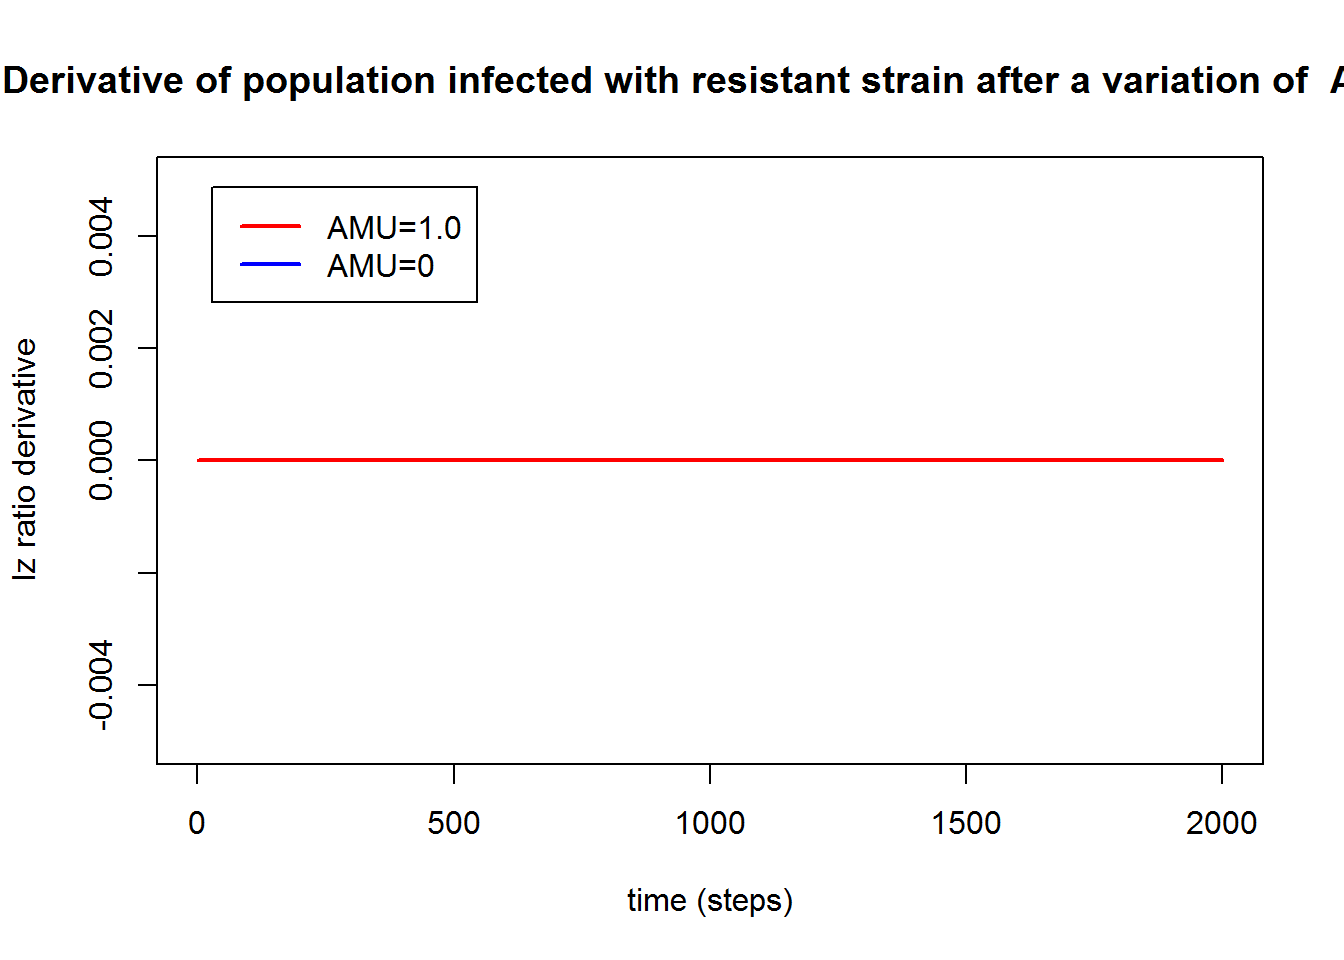 Derivative of population infected with resistant strain after a variation of A
AMU=1.0
AMU=0
0.004
0.002
0.000
-0.004
Iz ratio derivative
0
500
1000
1500
2000
time (steps)